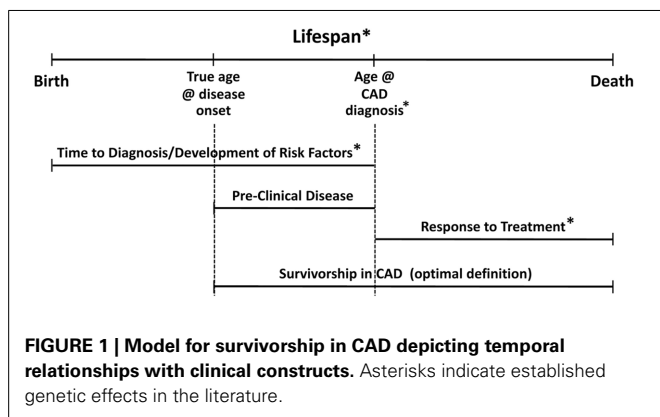 Lifespan*
Birth
True age
@ disease
onset
Age @
CAD
diagnosis*
Death
Time to Diagnosis/Development of Risk Factors*
Pre-Clinical Disease
Response to Treatment*
Survivorship in CAD (optimal definition)
FIGURE 1 | Model for survivorship in CAD depicting temporal
relationships with clinical constructs. Asterisks indicate established
genetic effects in the literature.